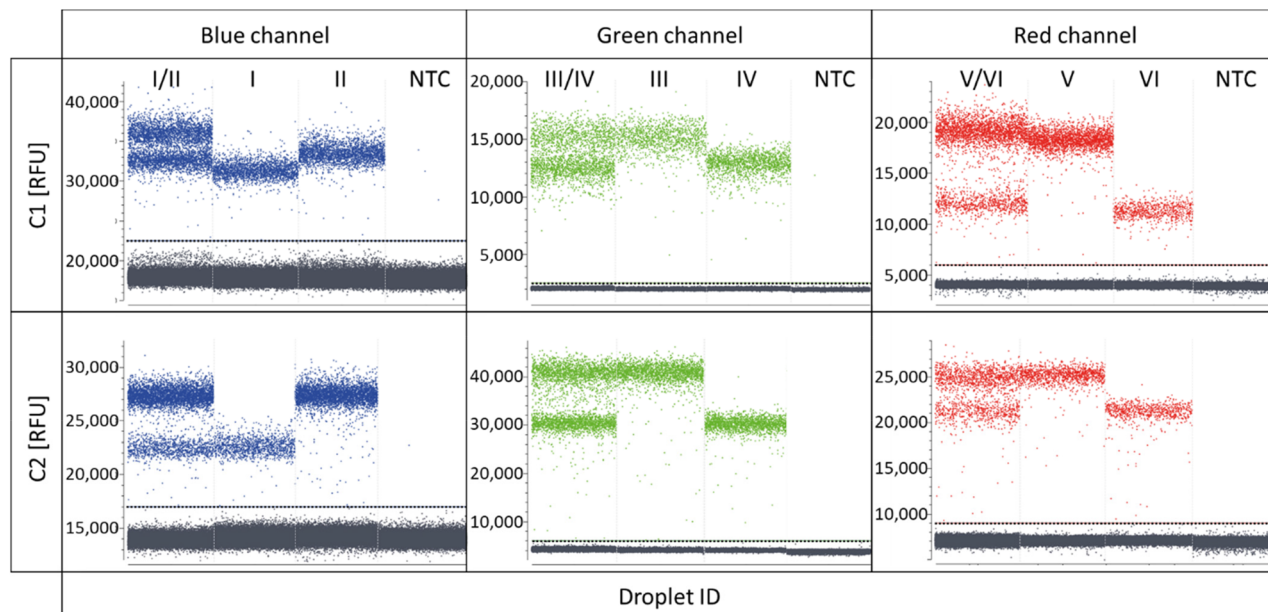 Blue channel
Green channel
Red channel
C1 [RFU]
I/II I II NTC
40,000
30,000
20,000
III/IV III IV NTC
20,000
15,000
10,000
5,000
V/VI V VI NTC
20,000
15,000
10,000
5,000
C2 [RFU]
30,000
25,000
20,000
15,000
40,000
30,000
20,000
10,000
25,000
20,000
15,000
10,000
Droplet ID